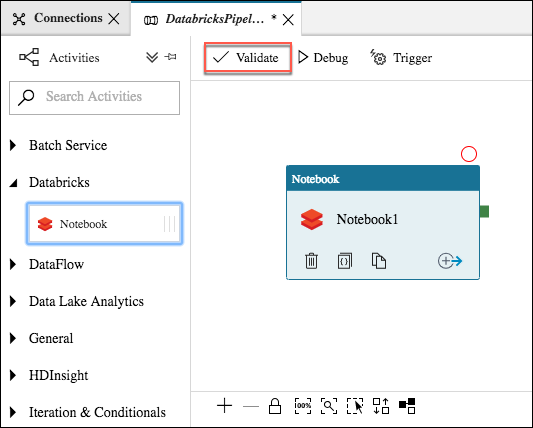 Connections
DatabricksPipel... *
Activities
Validate
Debug
Trigger
Search Activities
Batch Service
Databricks
Notebook
DataFlow
Data Lake Analytics
General
HDInsight
Iteration & Conditionals
Notebook
Notebook1
100%